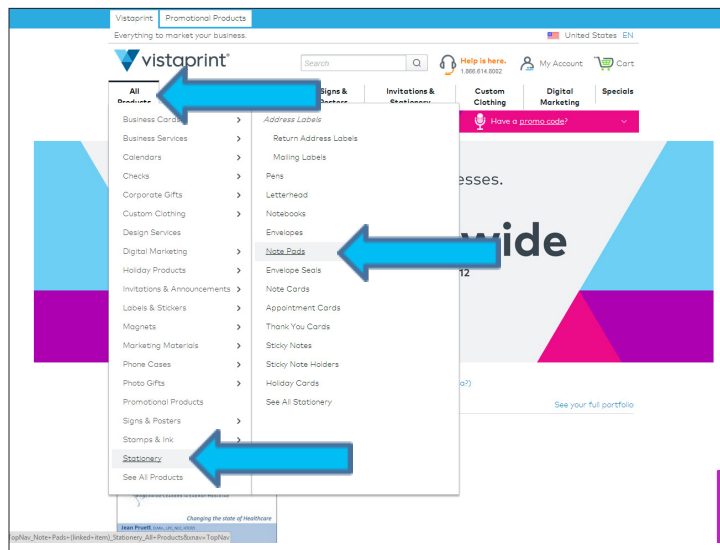 Vistaprint Promotional Products
Everything to market your business.
United States EN
vistaprint®
Search
Help is here.
1.866.614.8002
My Account
Cart
All
Products
Signs &
Posters
Invitations &
Stationery
Custom
Clothing
Digital
Marketing
Specials
Have a promo code?
Business Cards
Business Services
Calendars
Checks
Corporate Gifts
Custom Clothing
Design Services
Digital Marketing
Holiday Products
Invitations & Announcements
Labels & Stickers
Magnets
Marketing Materials
Phone Cases
Photo Gifts
Promotional Products
Signs & Posters
Stamps & Ink
Stationery
See All Products
Address Labels
Return Address Labels
Mailing Labels
Pens
Letterhead
Notebooks
Envelopes
Note Pads
Envelope Seals
Note Cards
Appointment Cards
Thank You Cards
Sticky Notes
Sticky Note Holders
Holiday Cards
See All Stationery
esses.
wide
12
a?)
See your full portfolio
Changing the state of Healthcare
Jean Pruett
TopNav_Note+Pads+(linked+item)_Stationery_All+Products&xnav=TopNav